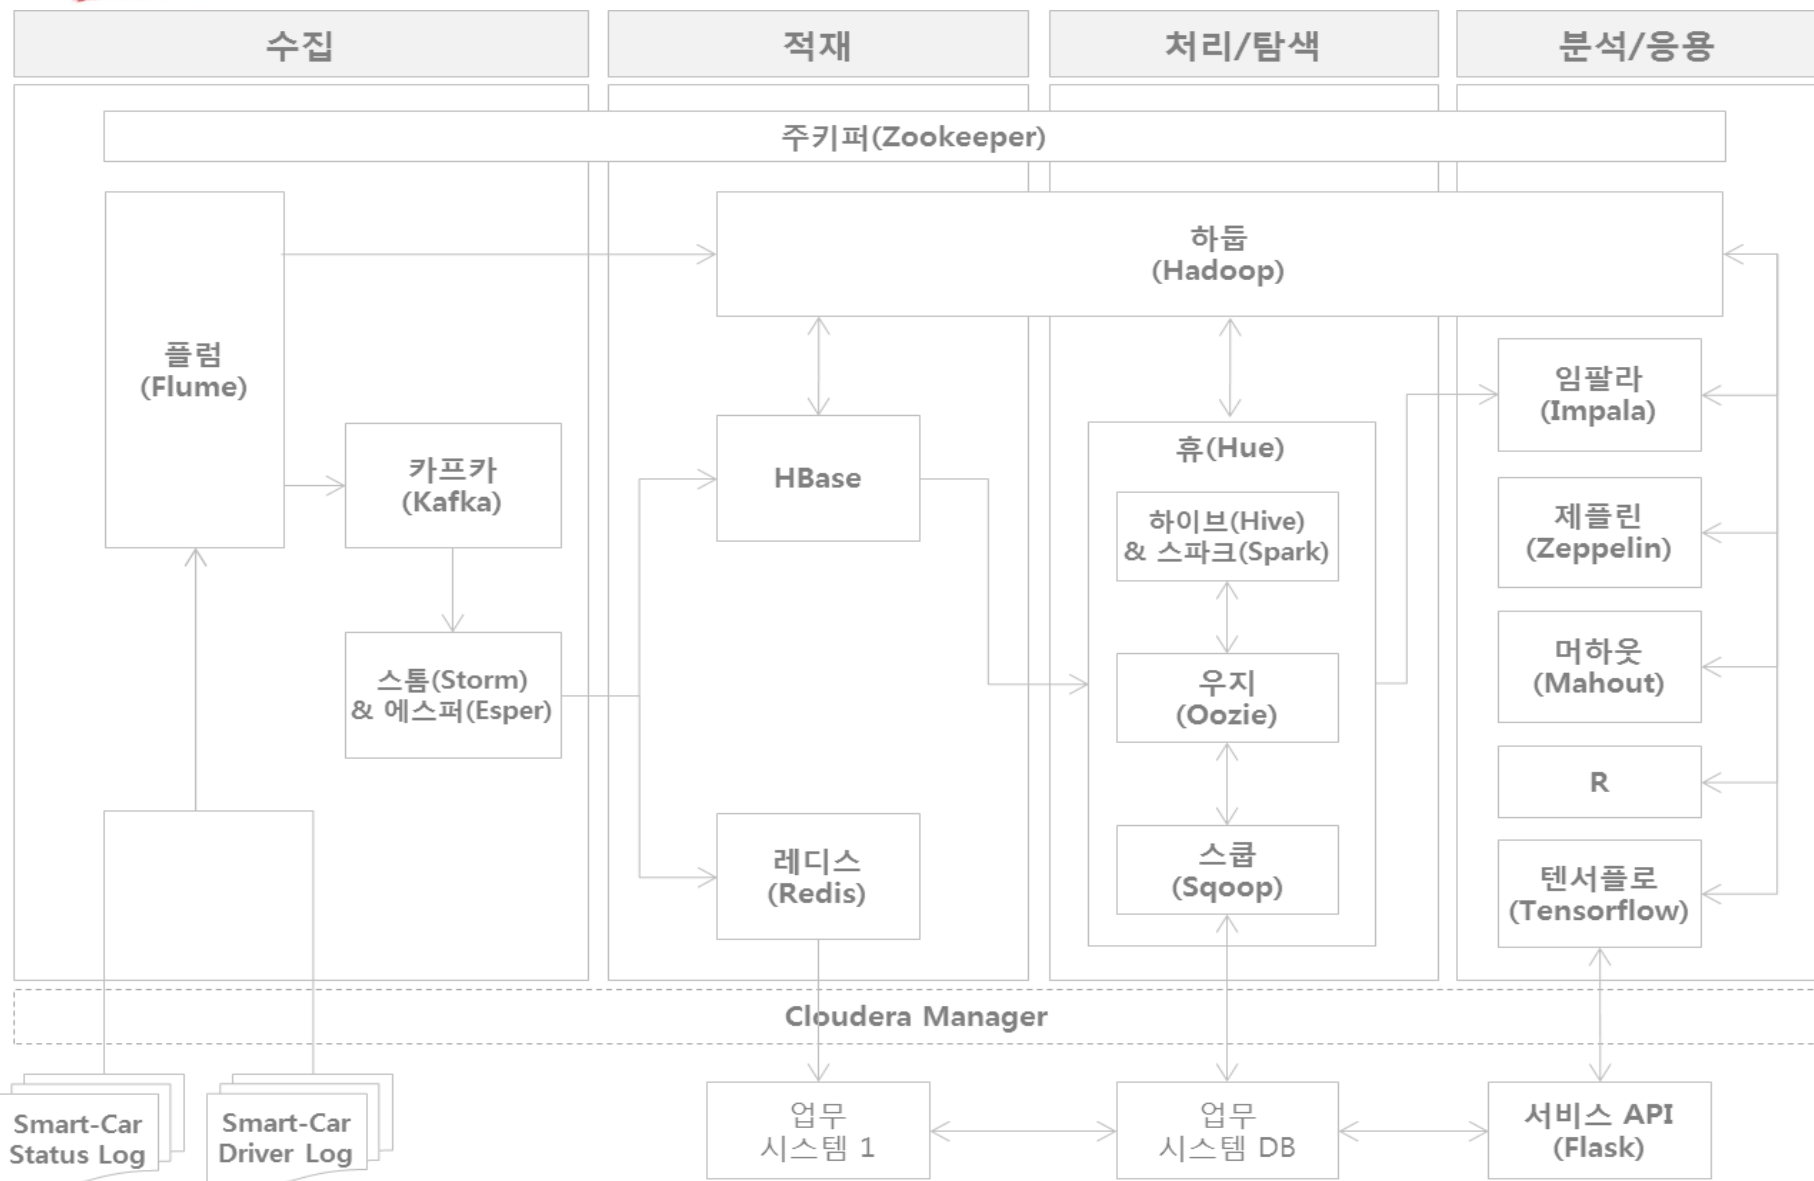 수집
적재
처리/탐색
분석/응용
주키퍼(Zookeeper)
플럼
(Flume)
카프카
(Kafka)
스톰(Storm)
& 에스퍼(Esper)
하둡
(Hadoop)
HBase
레디스
(Redis)
휴(Hue)
하이브(Hive)
& 스파크(Spark)
우지
(Oozie)
스쿱
(Sqoop)
임팔라
(Impala)
제플린
(Zeppelin)
머하웃
(Mahout)
R
텐서플로
(Tensorflow)
Cloudera Manager
Smart-Car
Status Log
Smart-Car
Driver Log
업무
시스템 1
업무
시스템 DB
서비스 API
(Flask)